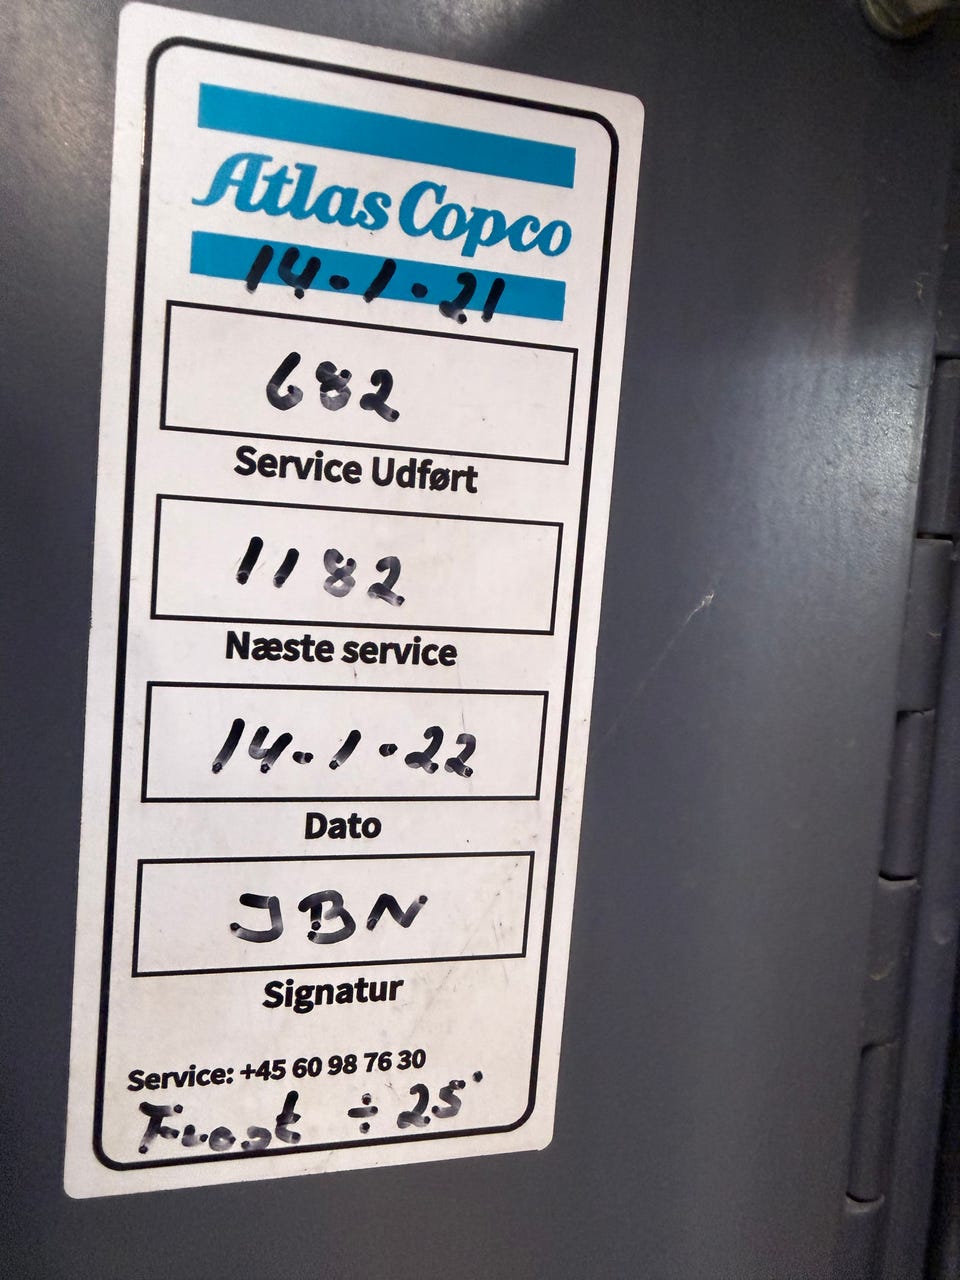 Atlas Copco
14.1.21
682
Service Udført
1182
Næste service
14.1.22
Dato
JBN
Signatur
Service: +45 60 98 76 30
Frost ÷ 25°